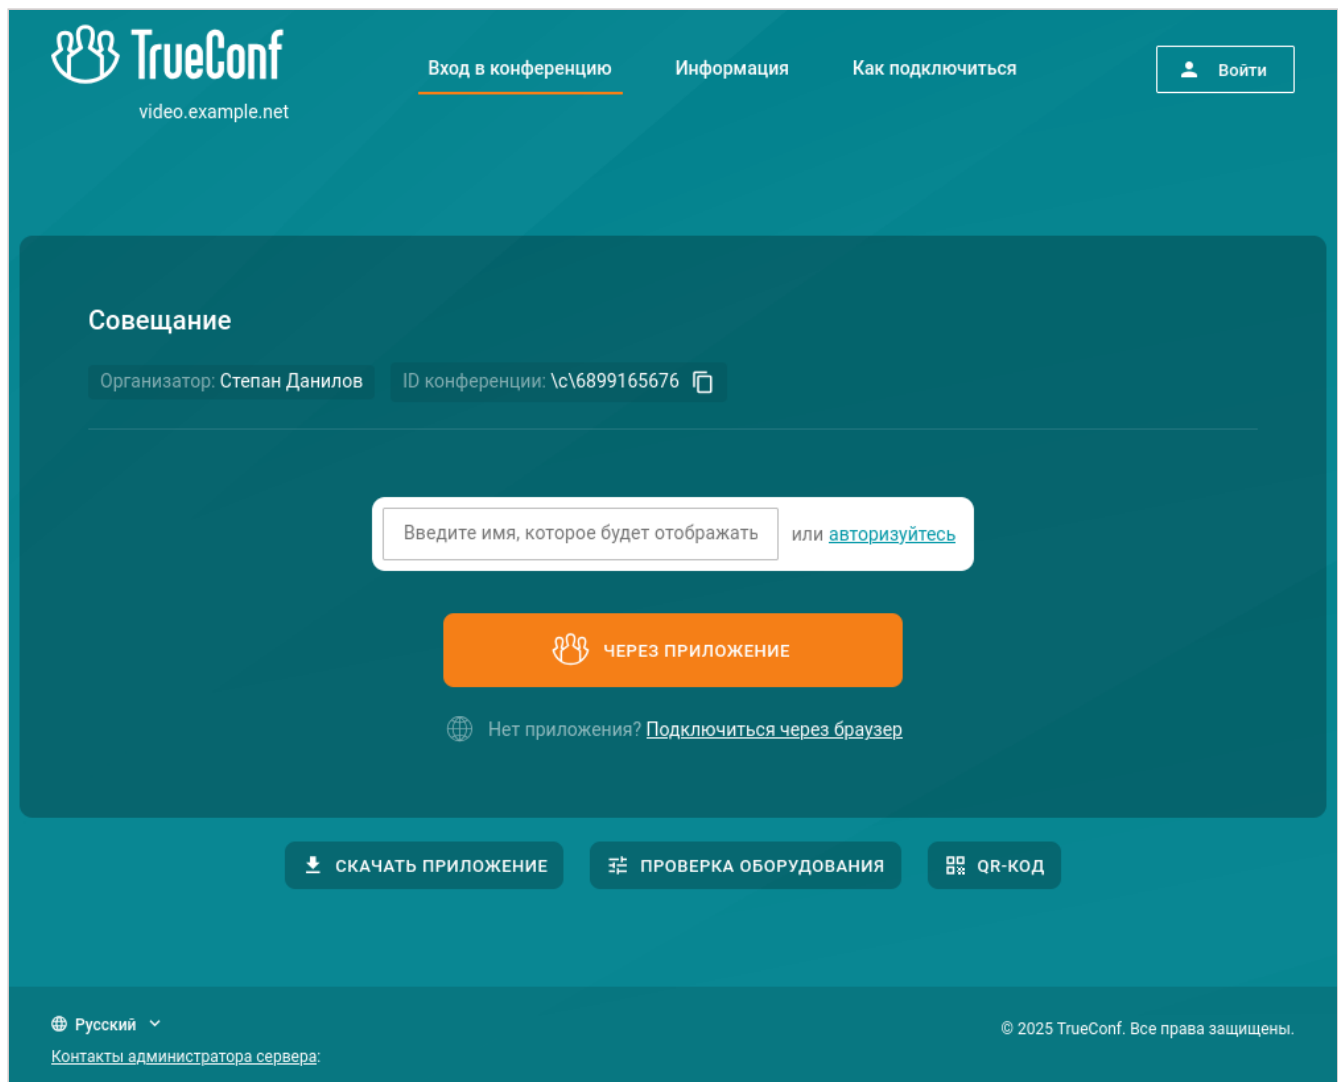 TrueConf
video.example.net
Вход в конференцию Информация Как подключиться Войти
Совещание
Организатор: Степан Данилов ID конференции: \c\6899165676
Введите имя, которое будет отображать или авторизуйтесь
ЧЕРЕЗ ПРИЛОЖЕНИЕ
Нет приложения? Подключиться через браузер
СКАЧАТЬ ПРИЛОЖЕНИЕ ПРОВЕРКА ОБОРУДОВАНИЯ QR-КОД
Русский © 2025 TrueConf. Все права защищены.
Контакты администратора сервера: